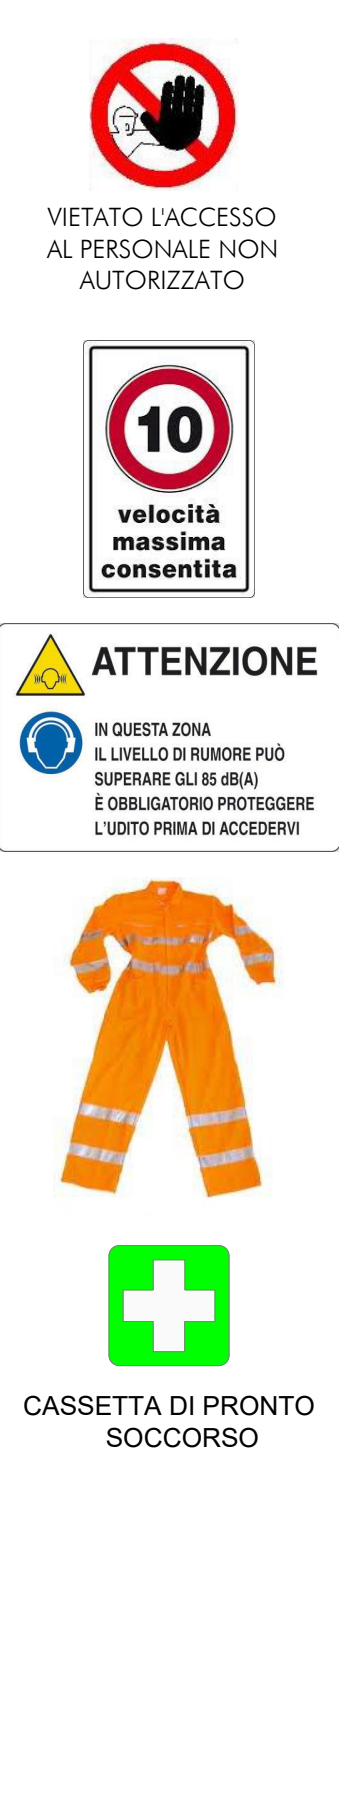 VIETATO L'ACCESSO
AL PERSONALE NON
AUTORIZZATO
10
velocità
massima
consentita
ATTENZIONE
IN QUESTA ZONA
IL LIVELLO DI RUMORE PUÒ
SUPERARE GLI 85 dB(A)
È OBBLIGATORIO PROTEGGERE
L'UDITO PRIMA DI ACCEDERVI
CASSETTA DI PRONTO
SOCCORSO